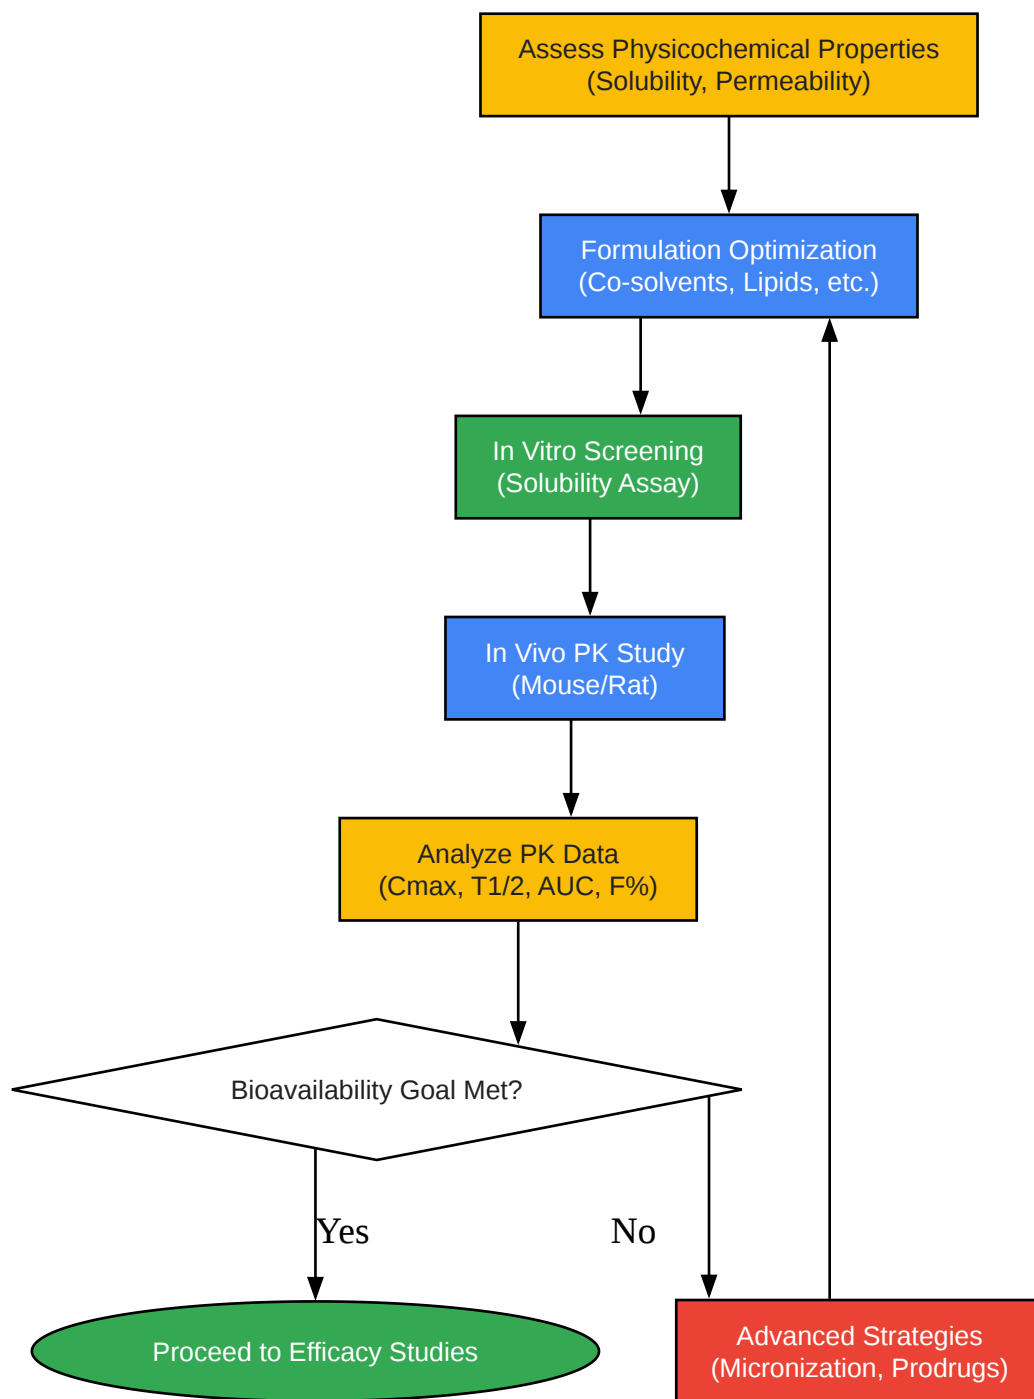 Assess Physicochemical Properties
(Solubility, Permeability)
Formulation Optimization
(Co-solvents, Lipids, etc.)
In Vitro Screening
(Solubility Assay)
In Vivo PK Study
(Mouse/Rat)
Analyze PK Data
(Cmax, T1/2, AUC, F%)
Bioavailability Goal Met?
Yes
No
Proceed to Efficacy Studies
Advanced Strategies
(Micronization, Prodrugs)